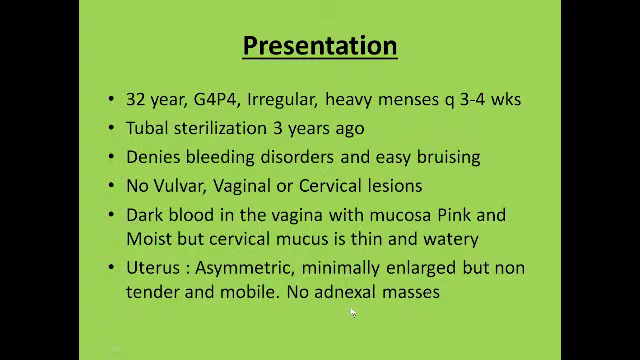 Presentation
• 32 year, G4P4, Irregular, heavy menses q 3-4 wks
• Tubal sterilization 3 years ago
• Denies bleeding disorders and easy bruising
• No Vulvar, Vaginal or Cervical lesions
• Dark blood in the vagina with mucosa Pink and
Moist but cervical mucus is thin and watery
• Uterus : Asymmetric, minimally enlarged but non
tender and mobile. No adnexal masses